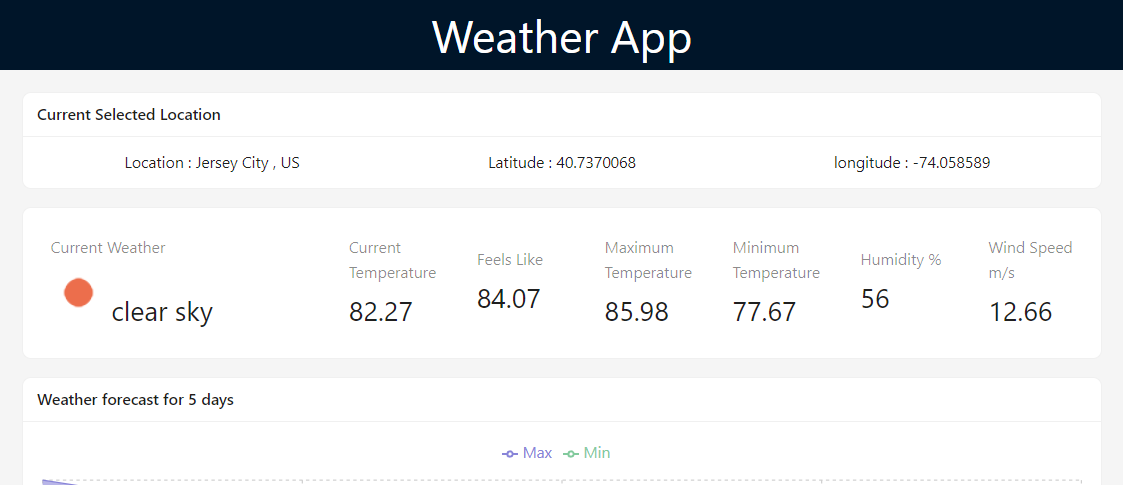 Weather App
Current Selected Location
Location : Jersey City , US
Latitude : 40.7370068
longitude : -74.058589
Current Weather
clear sky
Current
Temperature
82.27
Feels Like
84.07
Maximum
Temperature
85.98
Minimum
Temperature
77.67
Humidity %
56
Wind Speed
m/s
12.66
Weather forecast for 5 days
Max
Min